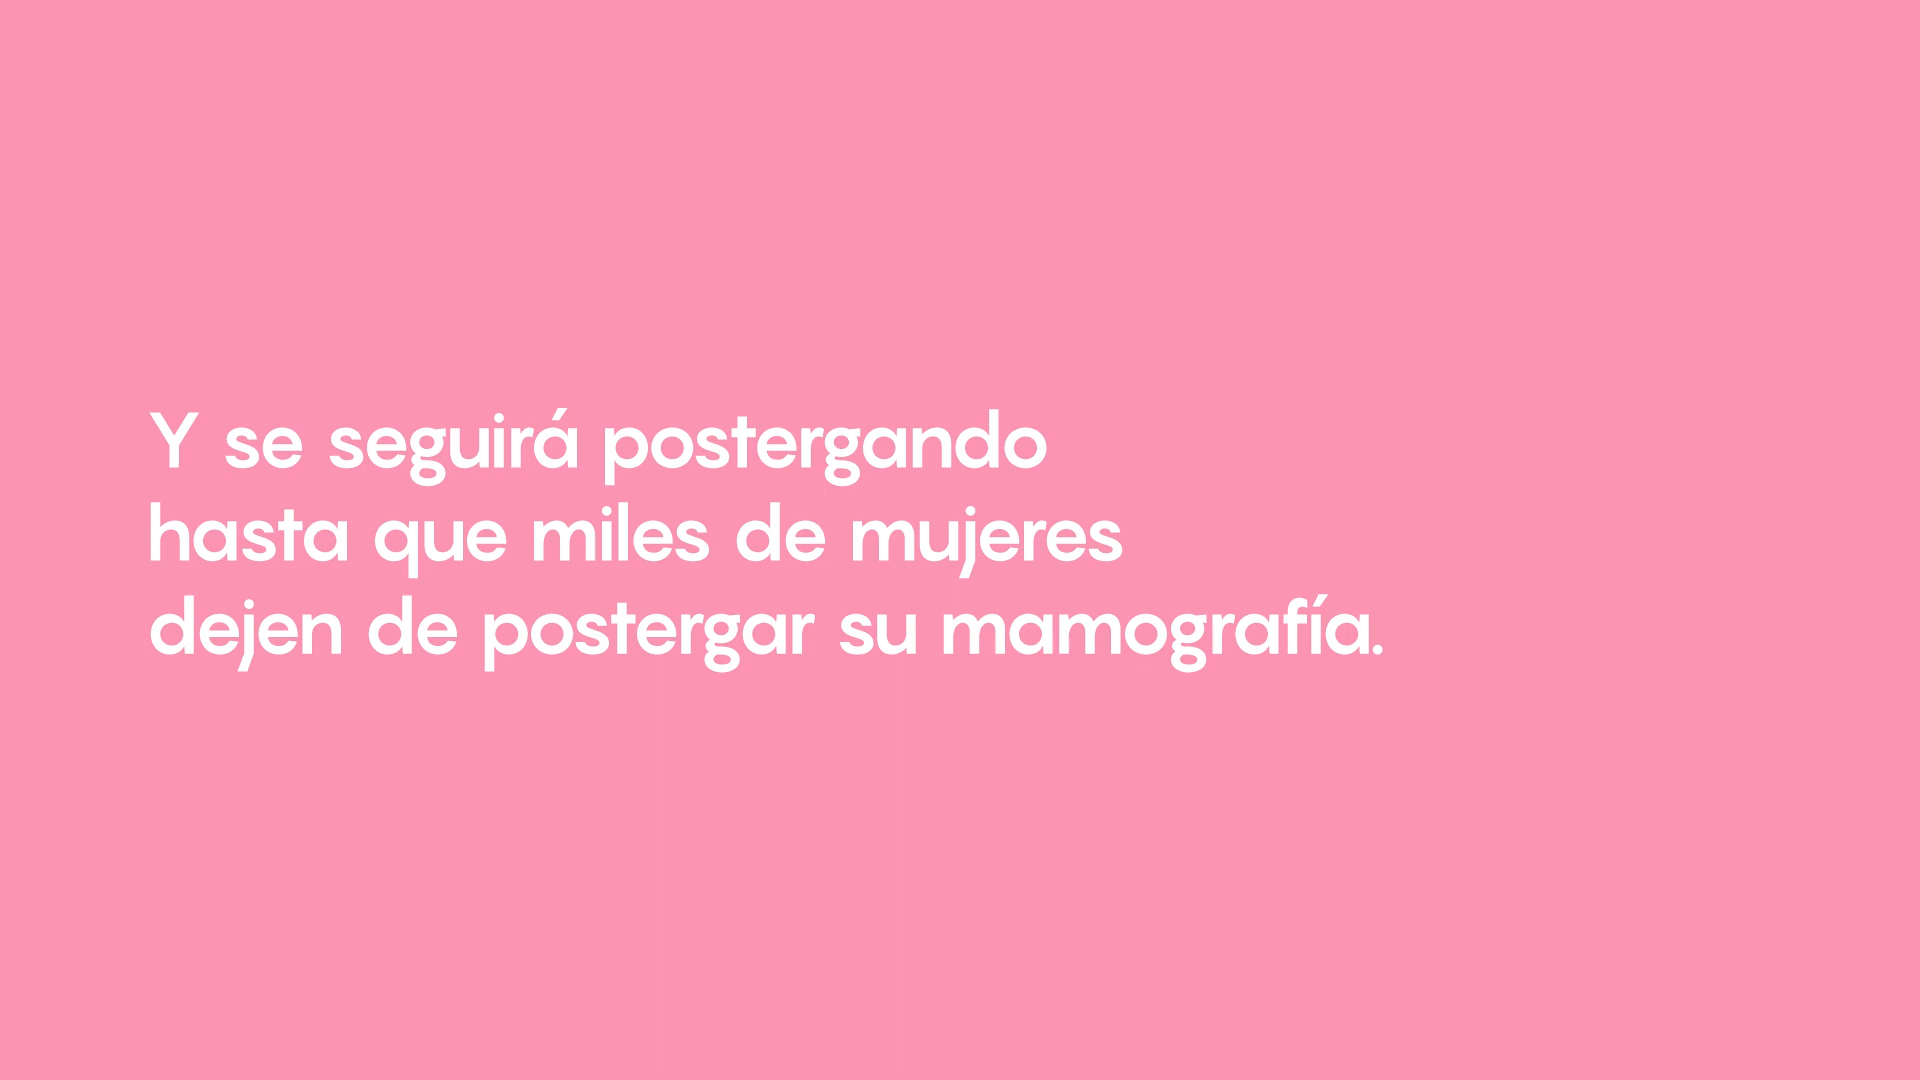 Y se seguirá postergando
hasta que miles de mujeres
dejen de postergar su mamografía.